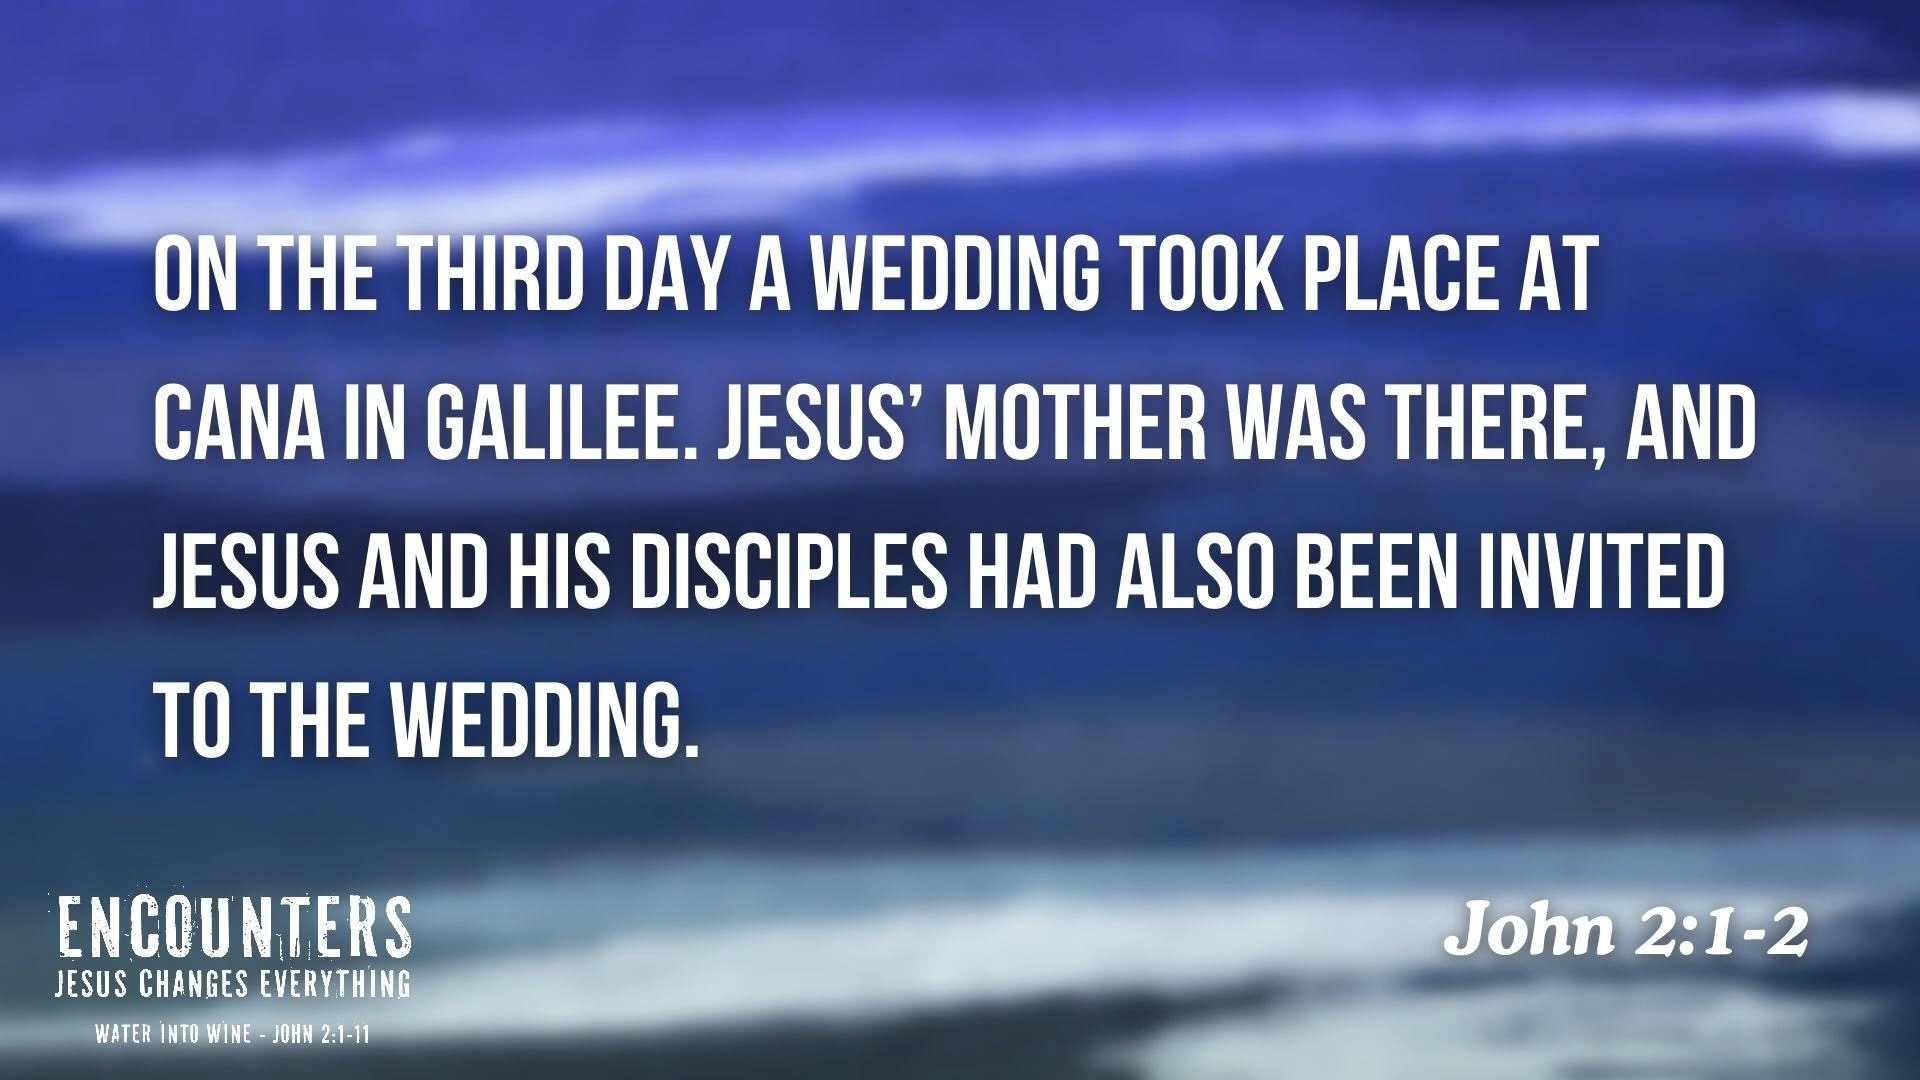 ON THE THIRD DAY A WEDDING TOOK PLACE AT
CANA IN GALILEE. JESUS’ MOTHER WAS THERE, AND
JESUS AND HIS DISCIPLES HAD ALSO BEEN INVITED
TO THE WEDDING.
John 2:1-2
ENCOUNTERS
JESUS CHANGES EVERYTHING
WATER INTO WINE - JOHN 2:1-11